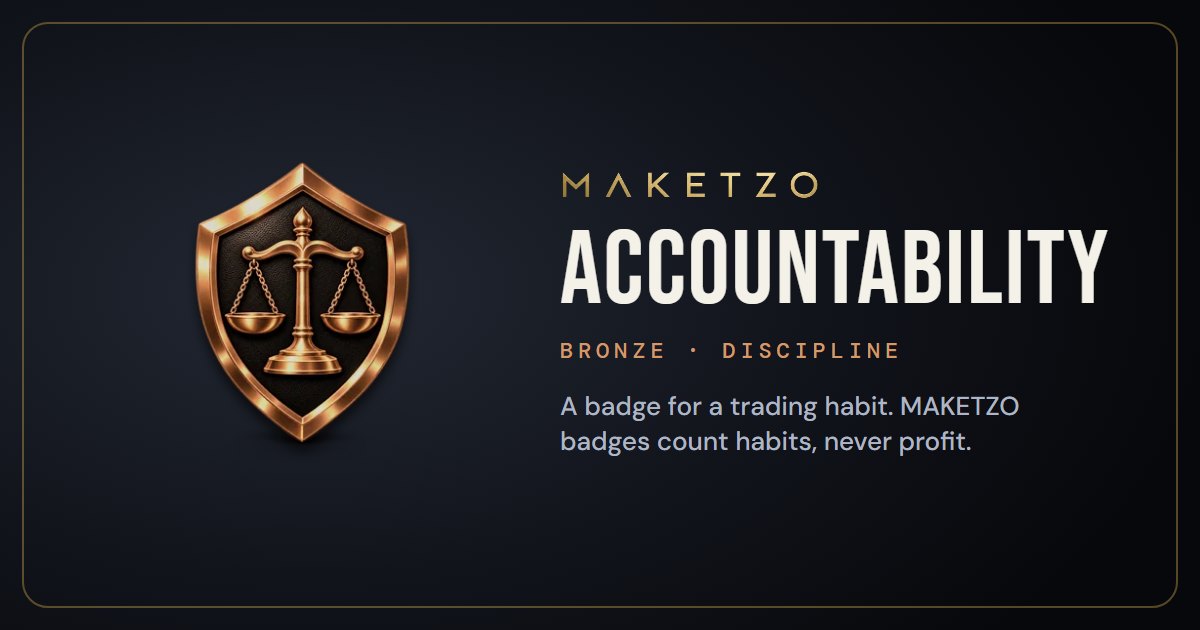 MAKETZO
ACCOUNTABILITY
BRONZE · DISCIPLINE
A badge for a trading habit. MAKETZO
badges count habits, never profit.